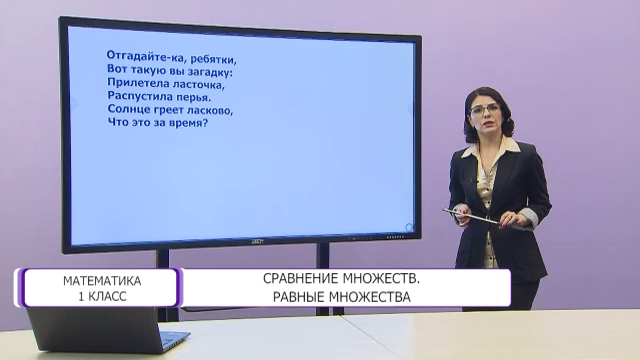 Отгадайте-ка, ребятки,
Вот такую вы загадку:
Прилетела ласточка,
Распустила перья.
Солнце греет ласково,
Что это за время?
МАТЕМАТИКА
1 КЛАСС
СРАВНЕНИЕ МНОЖЕСТВ.
РАВНЫЕ МНОЖЕСТВА